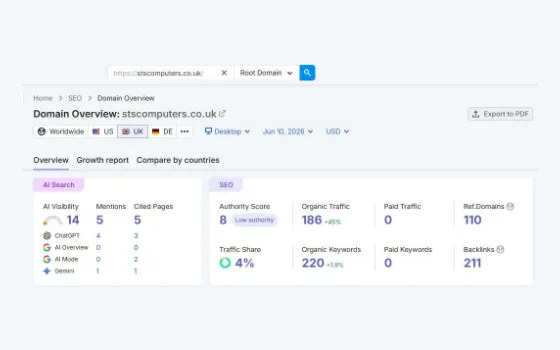 https://stscomputers.co.uk/ × Root Domain
Home > SEO > Domain Overview
Domain Overview: stscomputers.co.uk
Export to PDF
Worldwide US UK DE ••• Desktop Jun 10, 2026 USD
Overview Growth report Compare by countries
AI Search
AI Visibility Mentions Cited Pages
14 5 5
ChatGPT 4 3
AI Overview 0 0
AI Mode 0 2
Gemini 1 1
SEO
Authority Score Organic Traffic Paid Traffic Ref.Domains
8 Low authority 186 +45% 0 110
Traffic Share Organic Keywords Paid Keywords Backlinks
4% 220 +1.9% 0 211